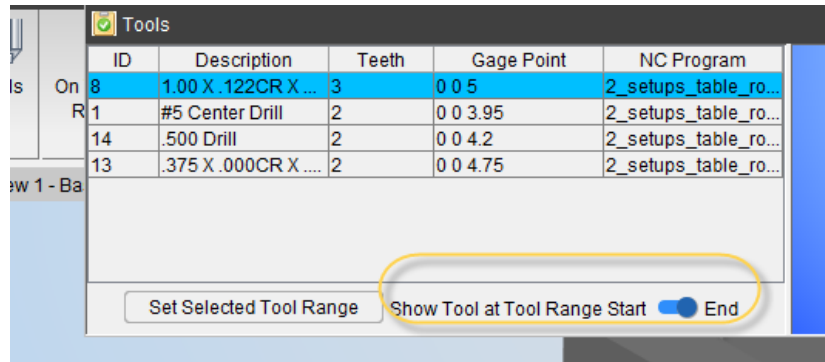 Tools
ID Description Teeth Gage Point NC Program
ls On 8 1.00 X .122CR X ... 3 0 0 5 2_setups_table_ro...
R 1 #5 Center Drill 2 0 0 3.95 2_setups_table_ro...
14 .500 Drill 2 0 0 4.2 2_setups_table_ro...
13 .375 X .000CR X .... 2 0 0 4.75 2_setups_table_ro...
ew 1 - Ba
Set Selected Tool Range Show Tool at Tool Range Start End